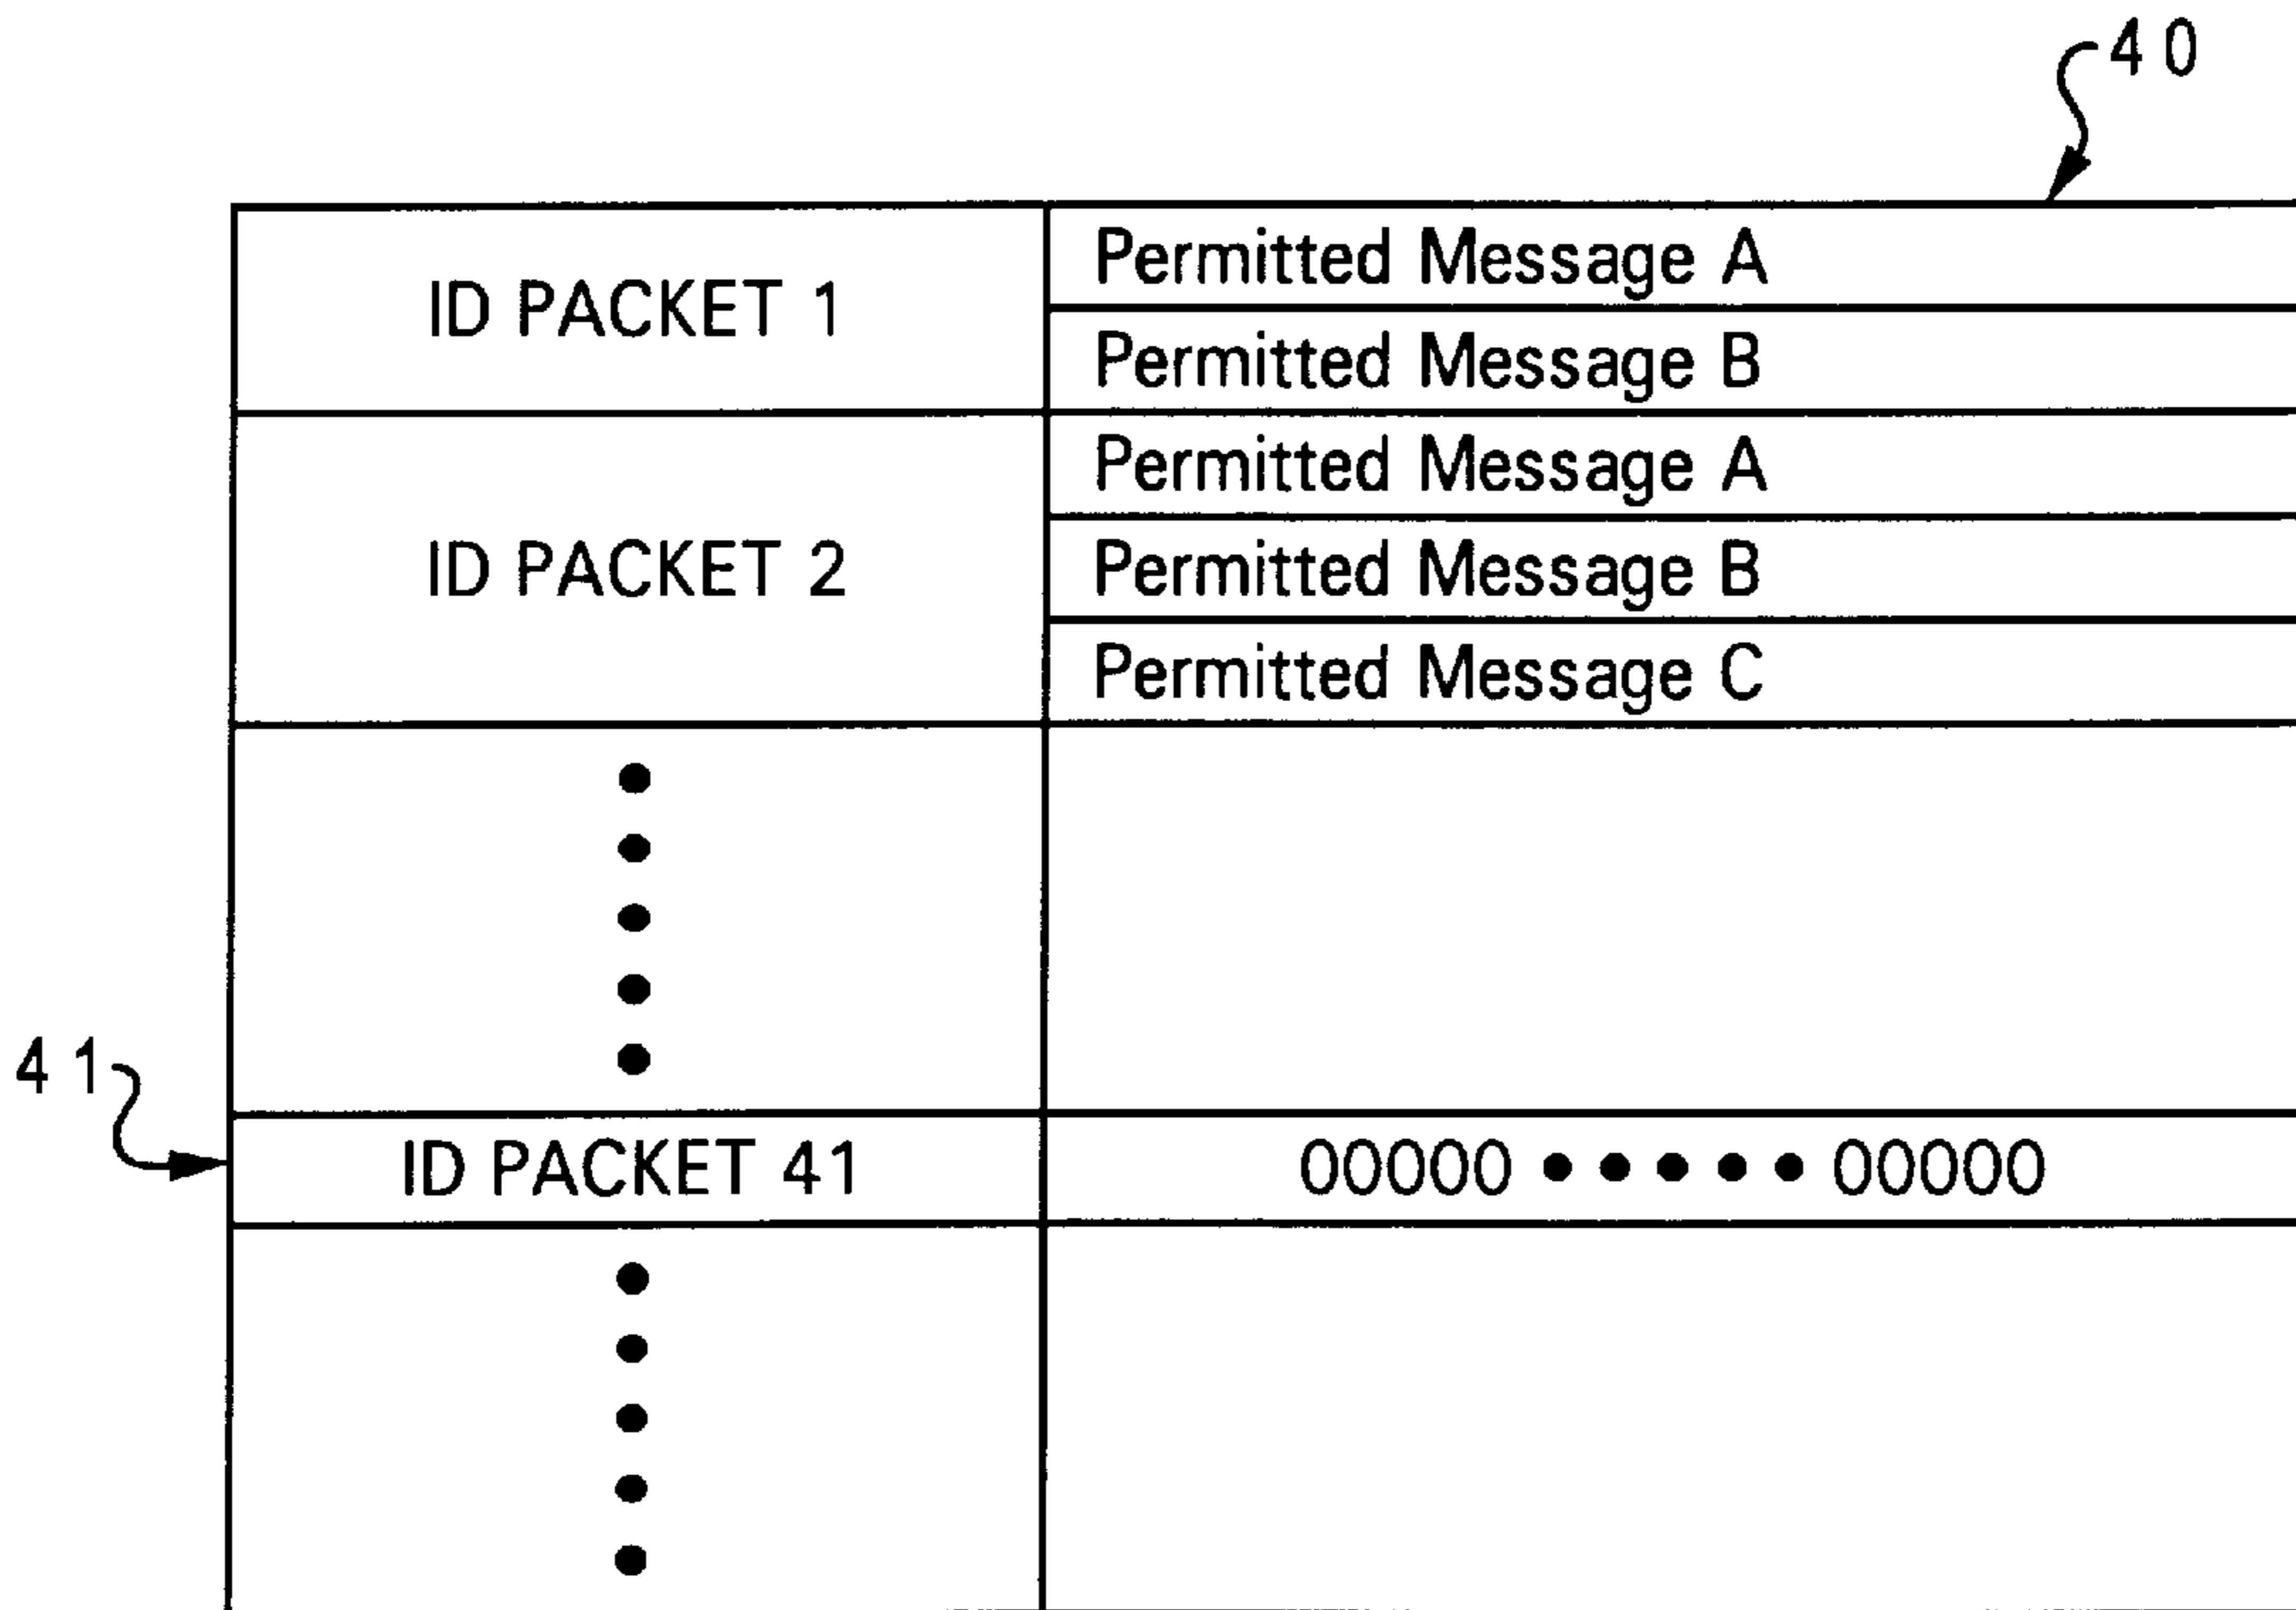 40
ID PACKET 1
Permitted Message A
Permitted Message B
ID PACKET 2
Permitted Message A
Permitted Message B
Permitted Message C
41
ID PACKET 41
00000 • • • • • 00000